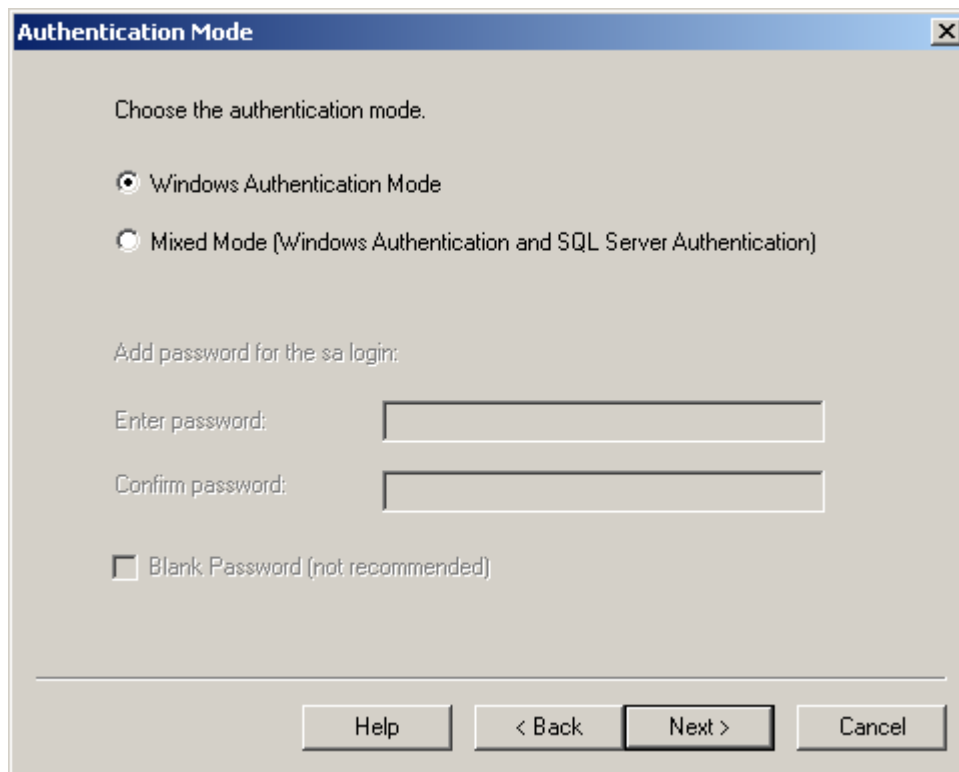 Authentication Mode
Choose the authentication mode.
Windows Authentication Mode
Mixed Mode (Windows Authentication and SQL Server Authentication)
Add password for the sa login:
Enter password:
Confirm password:
Blank Password (not recommended)
Help < Back Next > Cancel